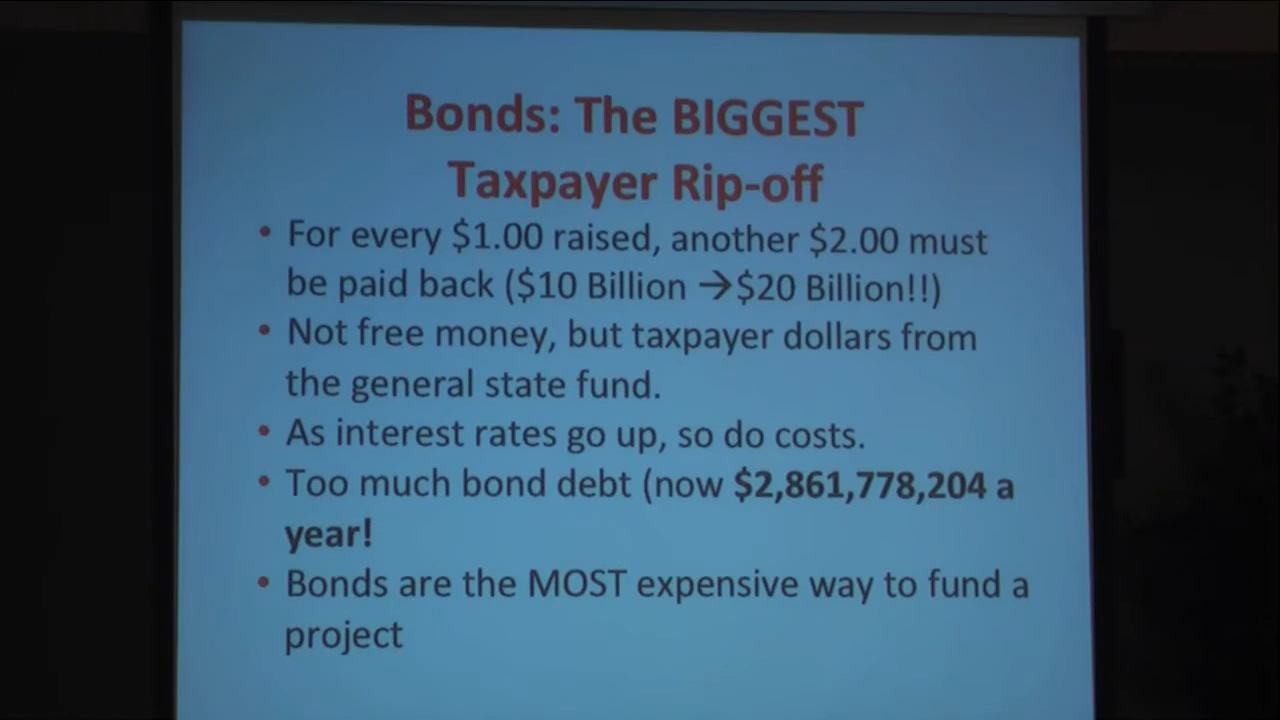 Bonds: The BIGGEST
Taxpayer Rip-off
• For every $1.00 raised, another $2.00 must
be paid back ($10 Billion →$20 Billion!!)
• Not free money, but taxpayer dollars from
the general state fund.
• As interest rates go up, so do costs.
• Too much bond debt (now $2,861,778,204 a
year!
• Bonds are the MOST expensive way to fund a
project